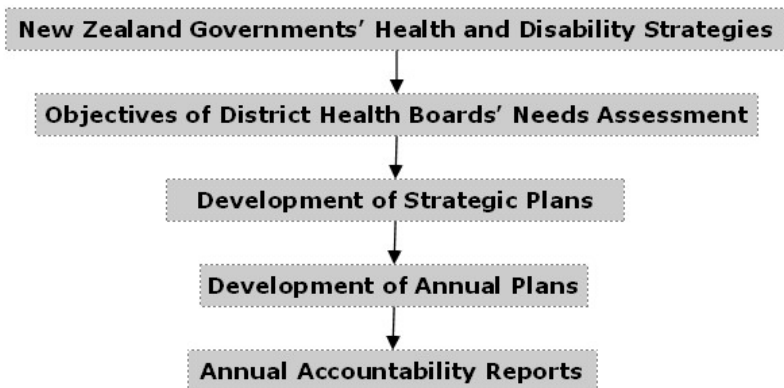 New Zealand Governments’ Health and Disability Strategies
Objectives of District Health Boards’ Needs Assessment
Development of Strategic Plans
Development of Annual Plans
Annual Accountability Reports